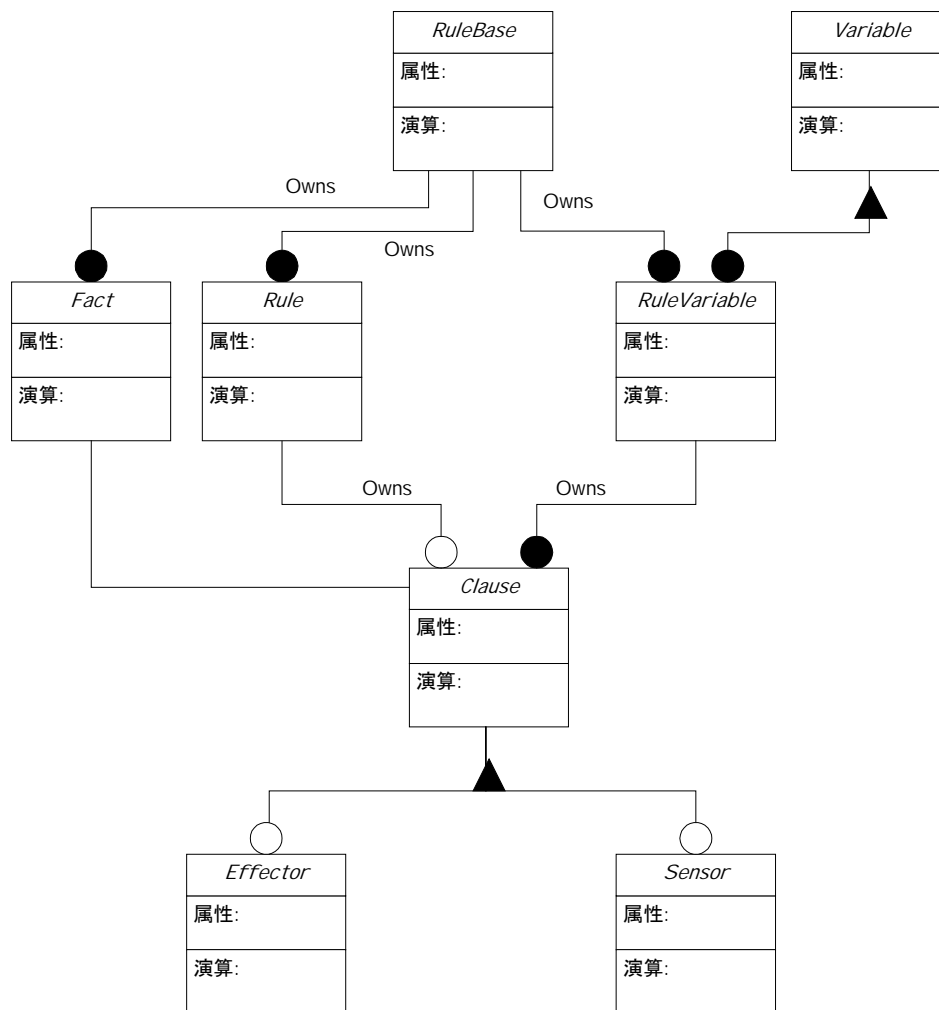 RuleBase
属性:
演算:
Variable
属性:
演算:
Owns
Owns
Owns
Fact
属性:
演算:
Rule
属性:
演算:
RuleVariable
属性:
演算:
Owns
Owns
Clause
属性:
演算:
Effector
属性:
演算:
Sensor
属性:
演算: